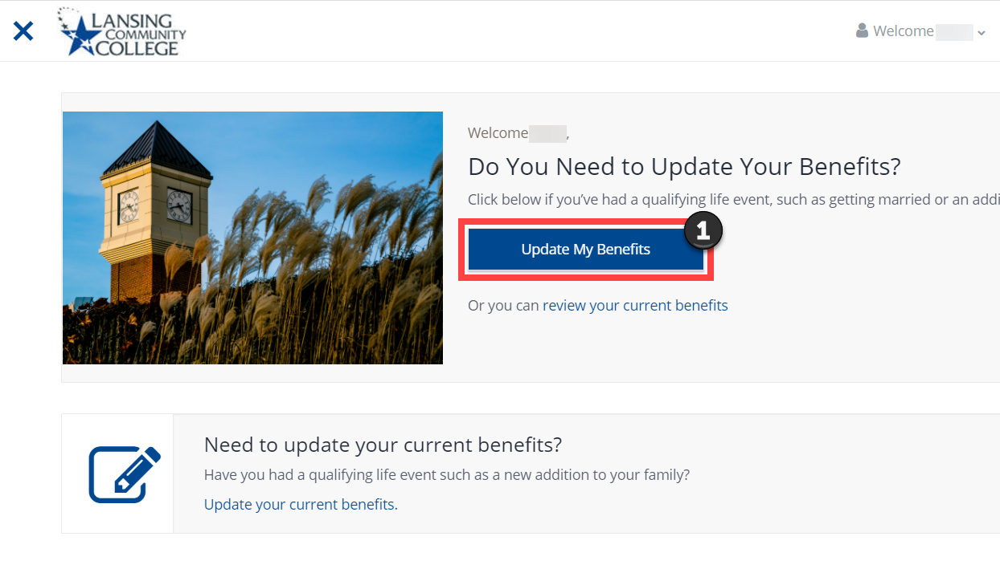 LANSING
COMMUNITY
COLLEGE
Welcome
Welcome ,
Do You Need to Update Your Benefits?
Click below if you’ve had a qualifying life event, such as getting married or an addi
1
Update My Benefits
Or you can review your current benefits
Need to update your current benefits?
Have you had a qualifying life event such as a new addition to your family?
Update your current benefits.